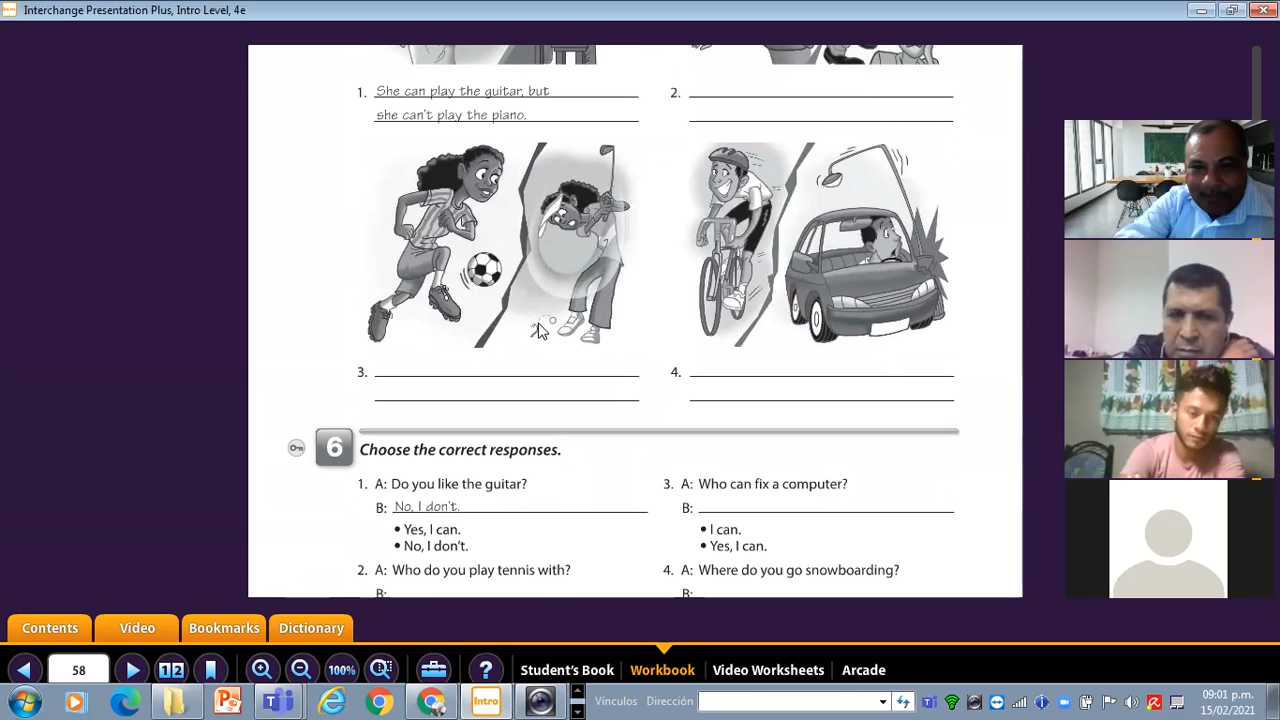 Interchange Presentation Plus, Intro Level, 4e
1. She can play the guitar, but
she can't play the piano.
2.
3.
4.
6 Choose the correct responses.
1. A: Do you like the guitar?
B: No, I don't.
• Yes, I can.
• No, I don't.
2. A: Who do you play tennis with?
B:
3. A: Who can fix a computer?
B:
• I can.
• Yes, I can.
4. A: Where do you go snowboarding?
B:
Contents Video Bookmarks Dictionary
58 12 100% ? Student's Book Workbook Video Worksheets Arcade
Intro Vínculos Dirección 09:01 p.m.
15/02/2021